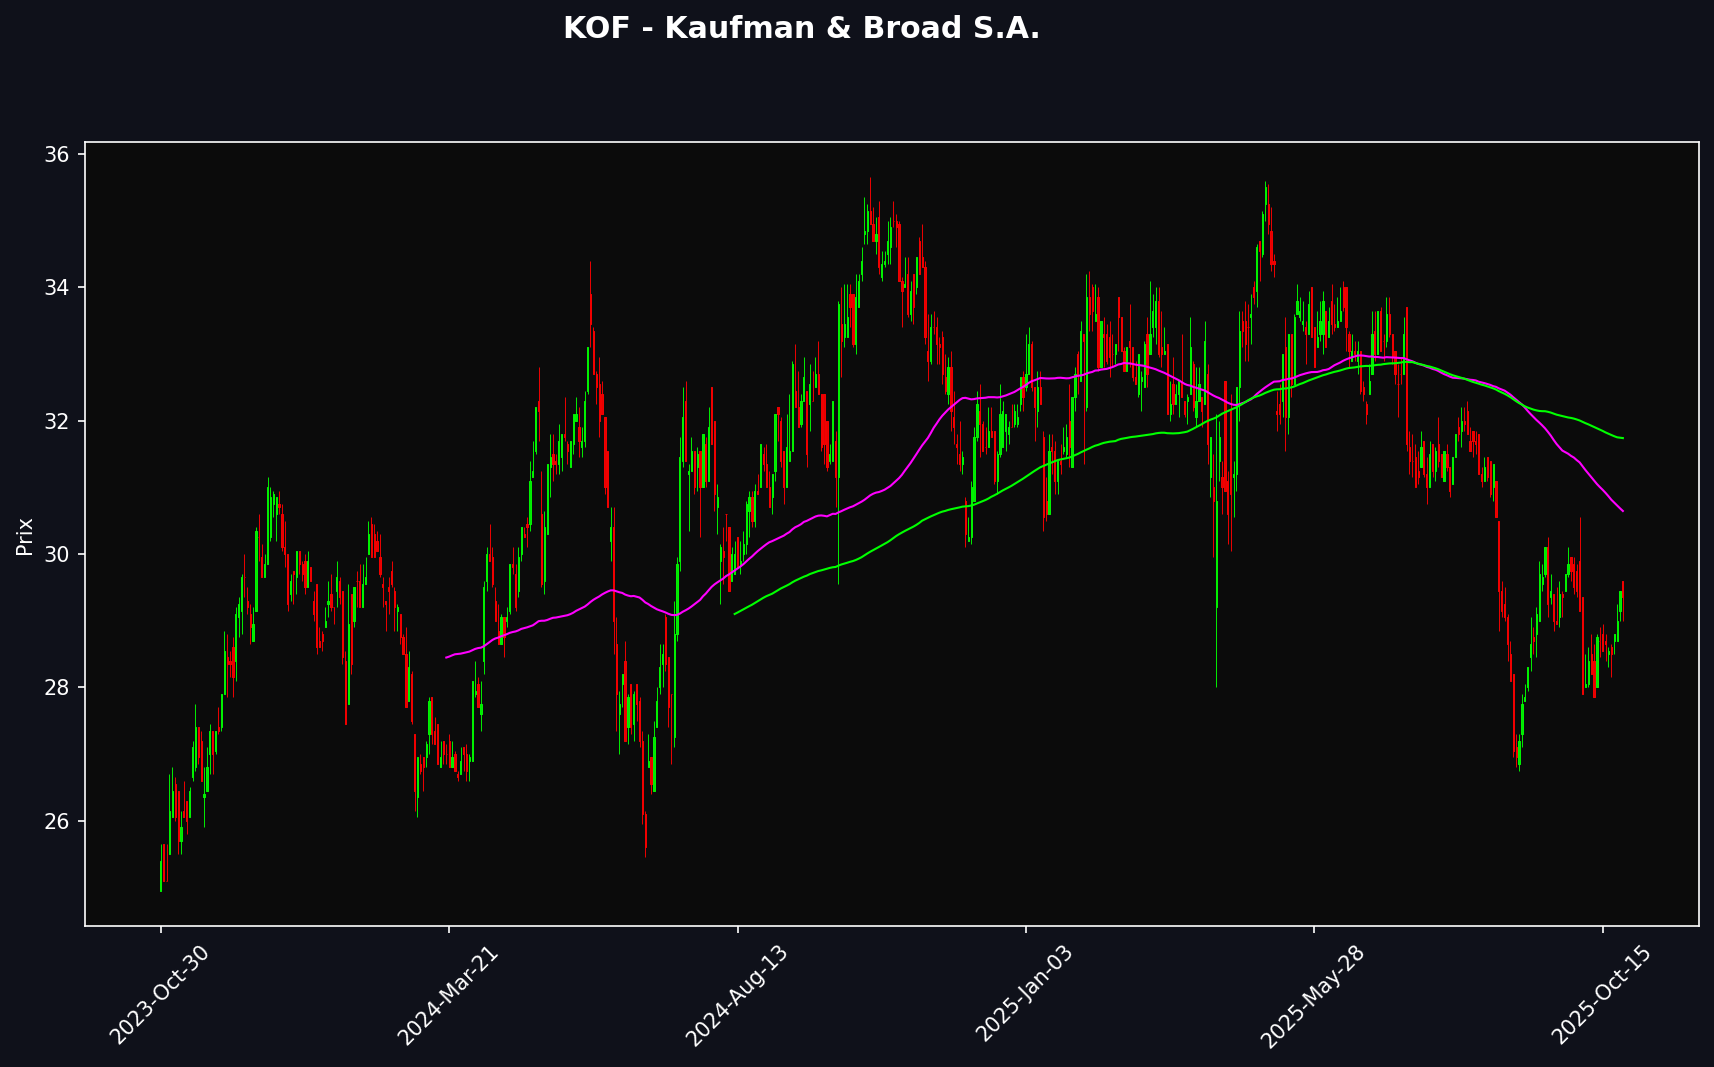 KOF - Kaufman & Broad S.A.
Prix
36
34
32
30
28
26
2023-Oct-30
2024-Mar-21
2024-Aug-13
2025-Jan-03
2025-May-28
2025-Oct-15